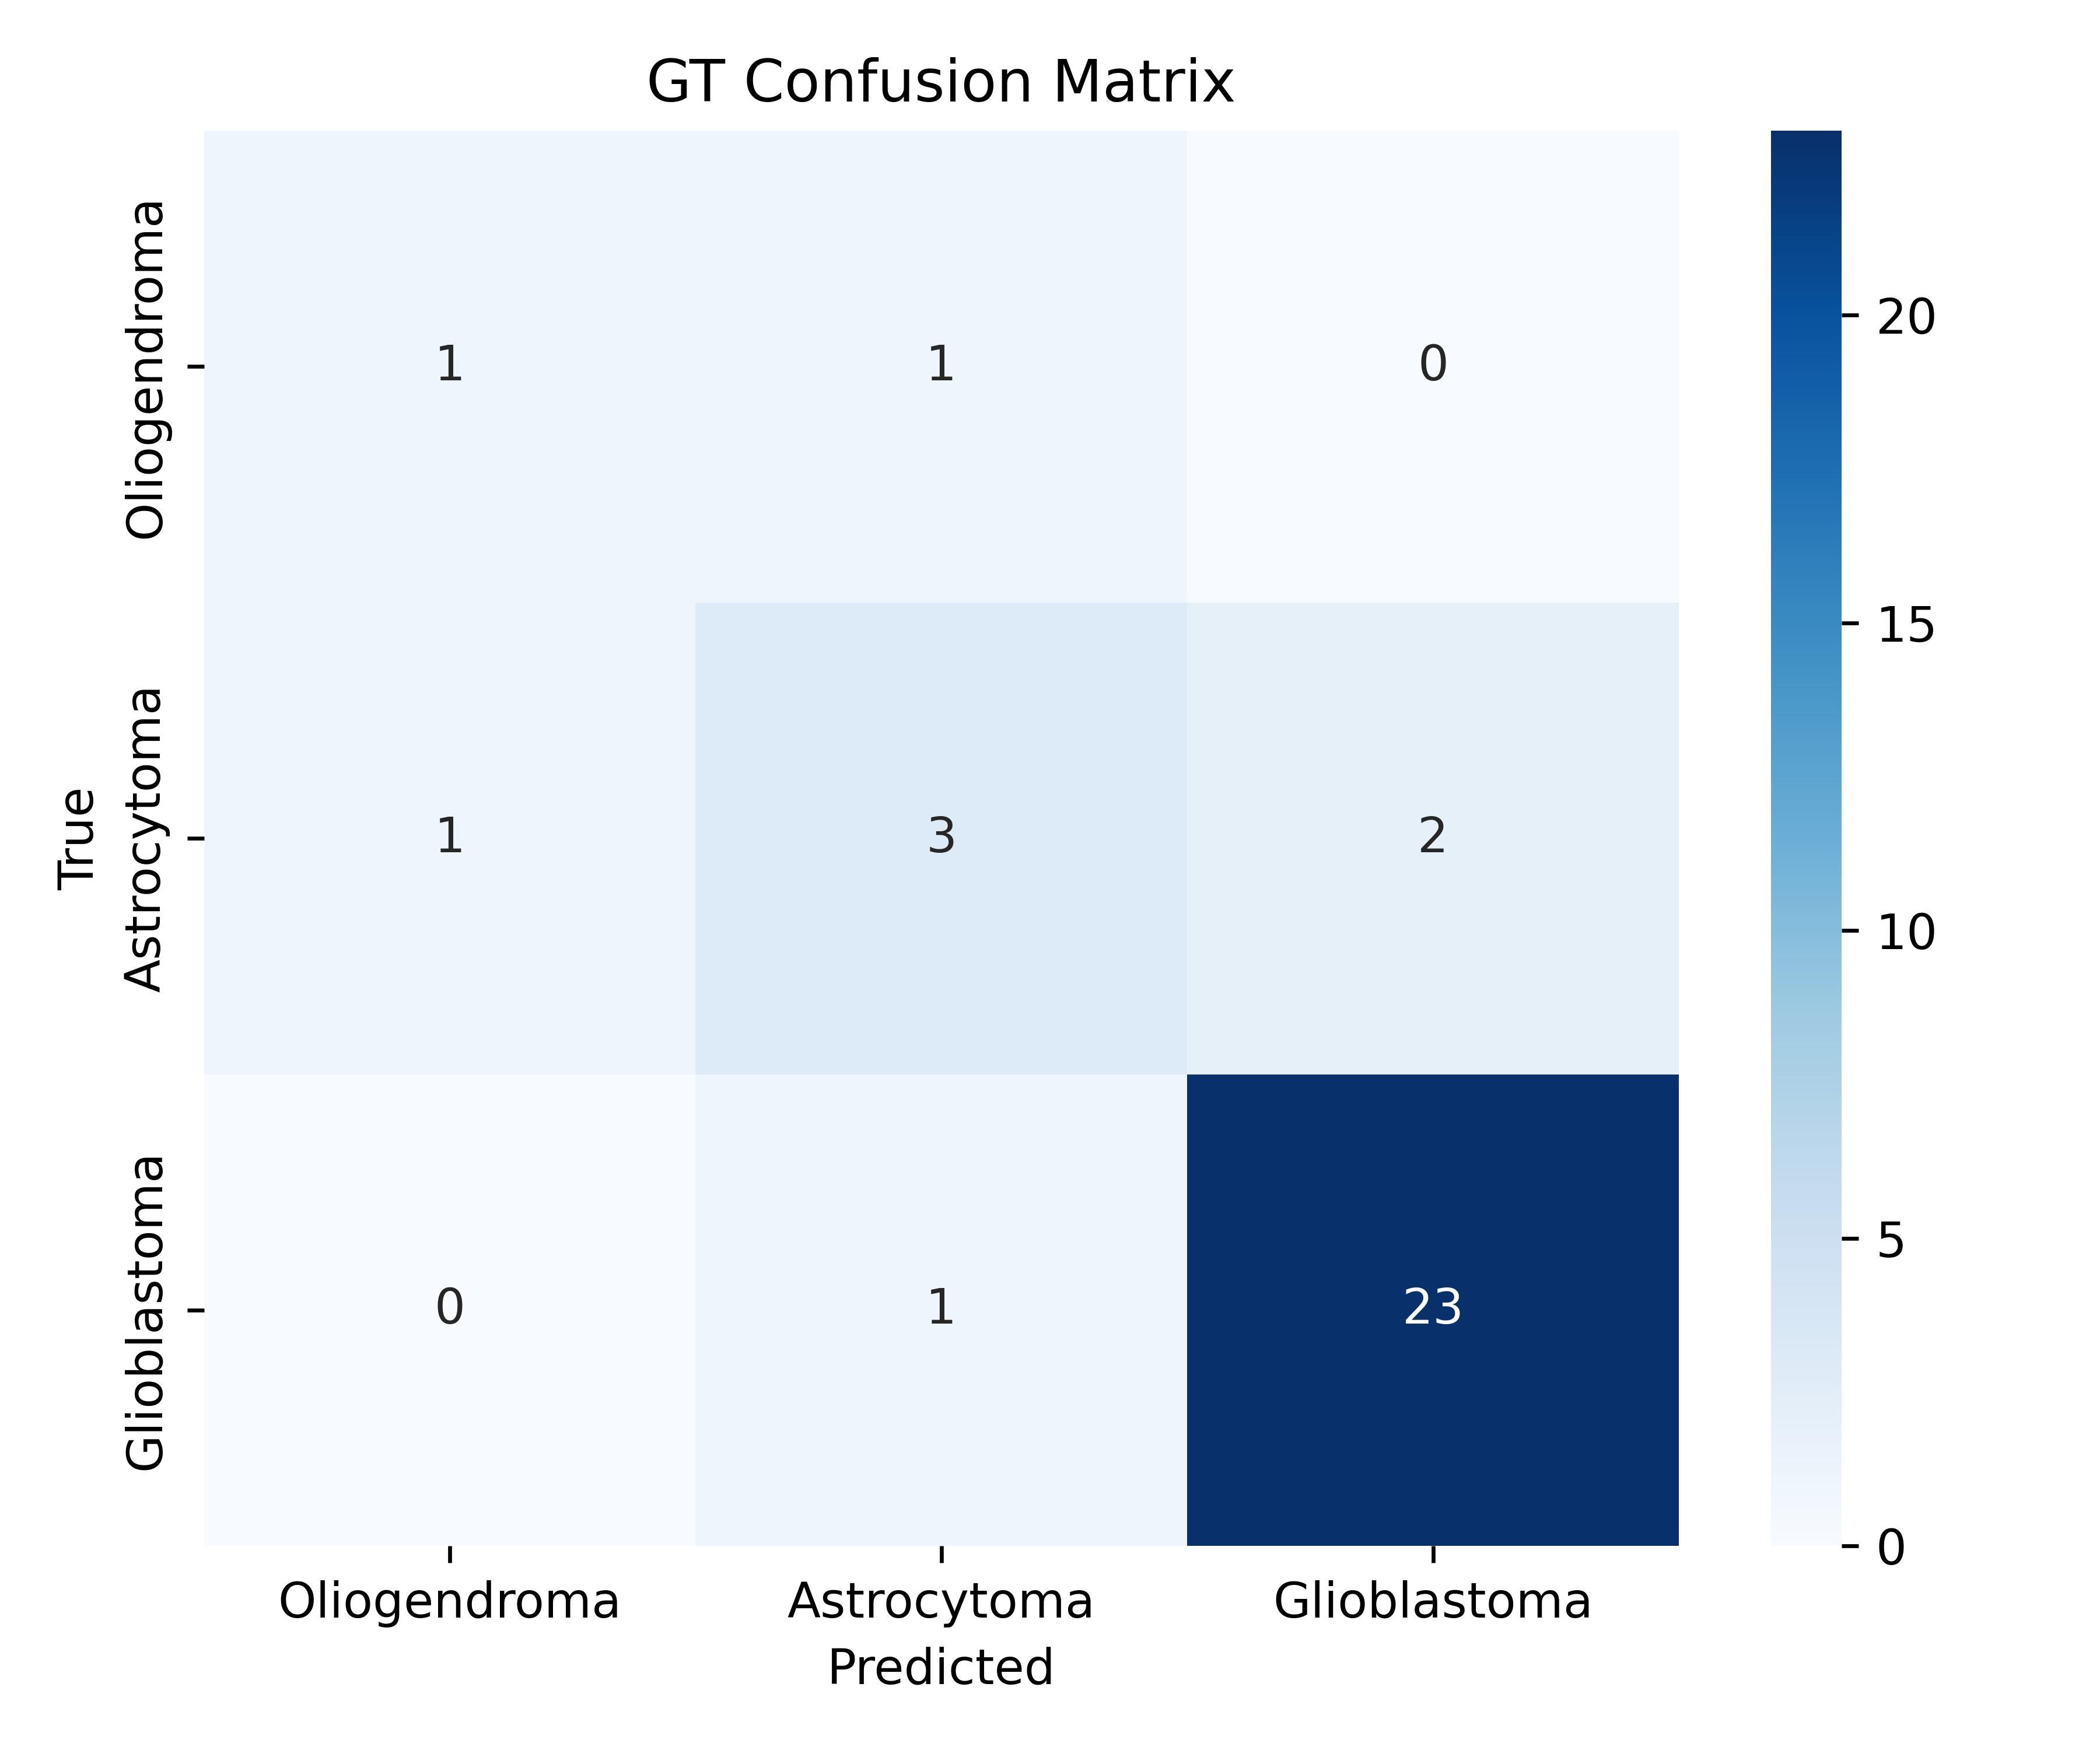 GT Confusion Matrix
Oliogendroma
1 1 0
20
15
True
Astrocytoma
1 3 2
10
5
Glioblastoma
0 1 23
0
Oliogendroma Astrocytoma Glioblastoma
Predicted